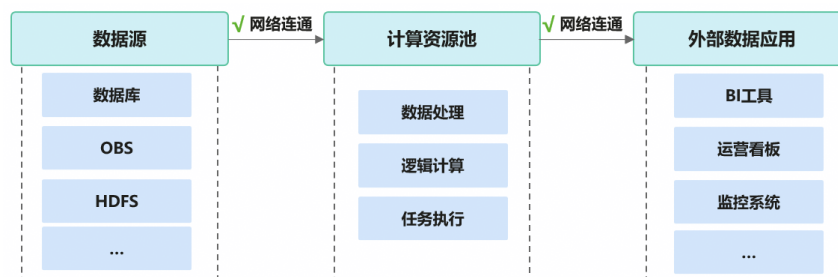 数据源
√ 网络连通
计算资源池
√ 网络连通
外部数据应用
数据库
OBS
HDFS
...
数据处理
逻辑计算
任务执行
BI工具
运营看板
监控系统
...